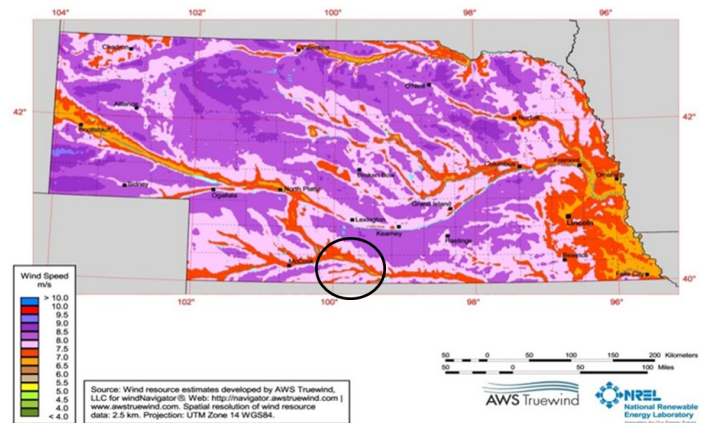 104° 102° 100° 98° 96°
Chadron
Valentine
O'Neill
42° 42°
Alliance
Scottsbluff
Norfolk
Broken Bow
Columbus
Fremont
Omaha
Sidney
Ogallala
North Platte
Grand Island
Lexington
Kearney
Lincoln
Hastings
McCook
Beatrice
Falls City
40°
102° 100° 98° 96°
Wind Speed
m/s
> 10.0
10.0
9.5
9.0
8.5
8.0
7.5
7.0
6.5
6.0
5.5
5.0
4.5
4.0
< 4.0
Source: Wind resource estimates developed by AWS Truewind,
LLC for windNavigator®. Web: http://navigator.awstruewind.com |
www.awstruewind.com. Spatial resolution of wind resource
data: 2.5 km. Projection: UTM Zone 14 WGS84.
50 0 50 100 150 200 Kilometers
50 0 50 100 Miles
AWS Truewind
NREL
National Renewable
Energy Laboratory